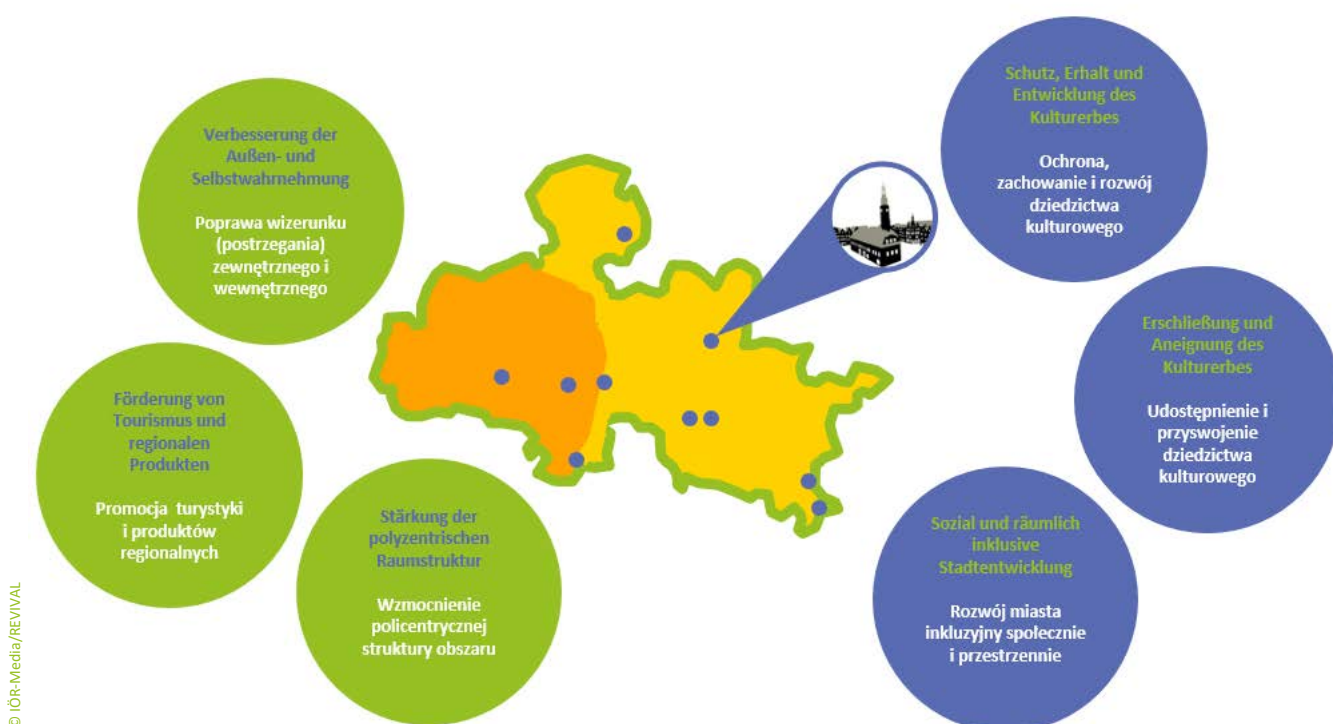 Verbesserung der
Außen- und
Selbstwahrnehmung
Poprawa wizerunku
(postrzegania)
zewnętrznego i
wewnętrznego
Förderung von
Tourismus und
regionalen
Produkten
Promocja turystyki
i produktów
regionalnych
Stärkung der
polyzentrischen
Raumstruktur
Wzmocnienie
policentrycznej
struktury obszaru
Schutz, Erhalt und
Entwicklung des
Kulturerbes
Ochrona,
zachowanie i rozwój
dziedzictwa
kulturowego
Erschließung und
Aneignung des
Kulturerbes
Udostępnienie i
przyswojenie
dziedzictwa
kulturowego
Sozial und räumlich
inklusive
Stadtentwicklung
Rozwój miasta
inkluzyjny społecznie
i przestrzennie
© IÖR-Media/REVIVAL